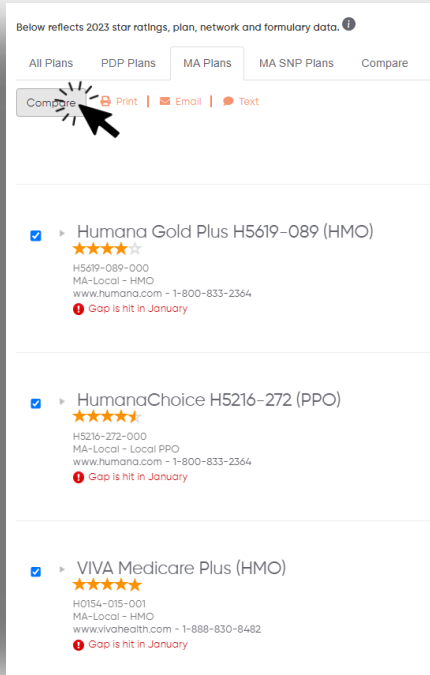 Below reflects 2023 star ratings, plan, network and formulary data. i
All Plans PDP Plans MA Plans MA SNP Plans Compare
Compare Print | Email | Text
Humana Gold Plus H5619-089 (HMO)
H5619-089-000
MA-Local - HMO
www.humana.com - 1-800-833-2364
! Gap is hit in January
HumanaChoice H5216-272 (PPO)
H5216-272-000
MA-Local - Local PPO
www.humana.com - 1-800-833-2364
! Gap is hit in January
VIVA Medicare Plus (HMO)
H0154-015-001
MA-Local - HMO
www.vivahealth.com - 1-888-830-8482
! Gap is hit in January